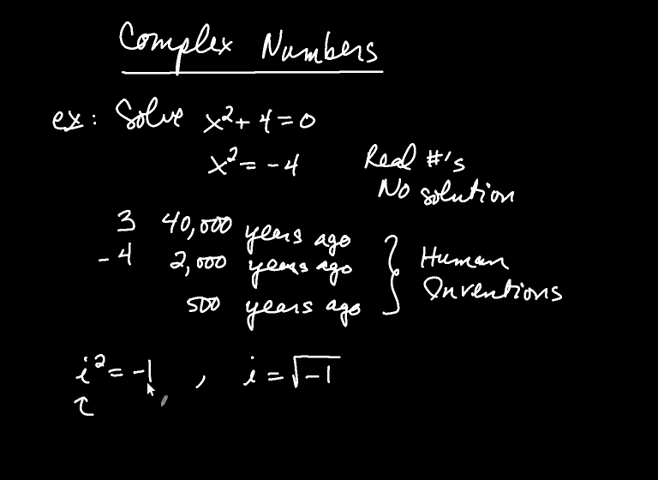 Complex Numbers
ex: Solve x² + 4 = 0
x² = -4
Real #'s
No solution
3 40,000 years ago
-4 2,000 years ago
500 years ago
Human
Inventions
i² = -1 , i = √-1